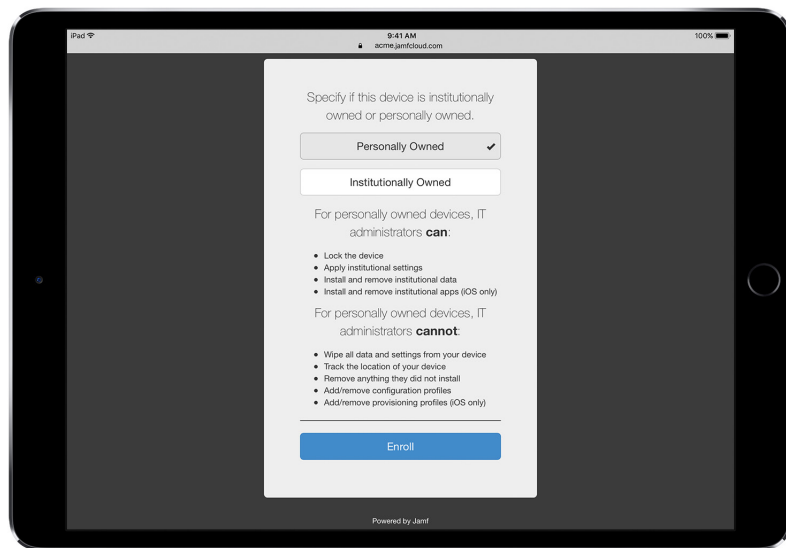 iPad
9:41 AM
100%
acme.jamfcloud.com
Specify if this device is institutionally
owned or personally owned.
Personally Owned
Institutionally Owned
For personally owned devices, IT
administrators can:
• Lock the device
• Apply institutional settings
• Install and remove institutional data
• Install and remove institutional apps (iOS only)
For personally owned devices, IT
administrators cannot:
• Wipe all data and settings from your device
• Track the location of your device
• Remove anything they did not install
• Add/remove configuration profiles
• Add/remove provisioning profiles (iOS only)
Enroll
Powered by Jamf